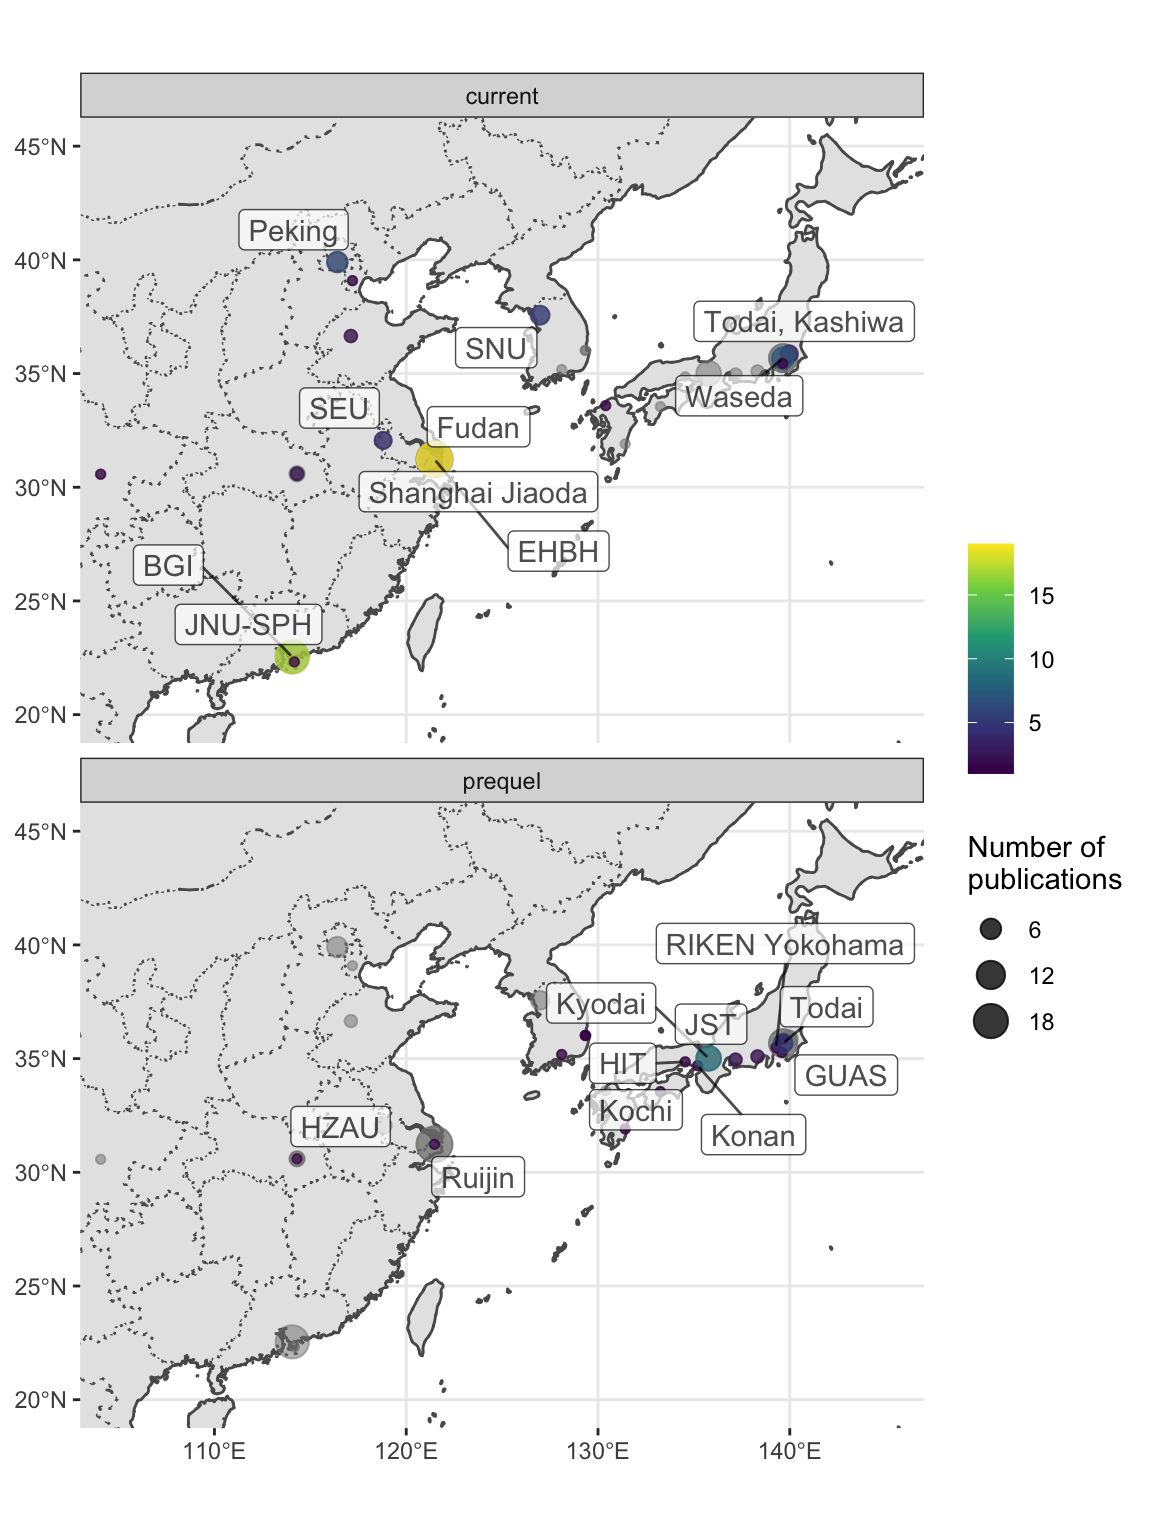 current
45°N
40°N
35°N
30°N
25°N
20°N
Peking
SNU
Todai, Kashiwa
Waseda
SEU
Fudan
Shanghai Jiaoda
EHBH
BGI
JNU-SPH
prequel
45°N
40°N
35°N
30°N
25°N
20°N
RIKEN Yokohama
Kyodai
JST
Todai
HIT
GUAS
Kochi
Konan
HZAU
Ruijin
110°E
120°E
130°E
140°E
15
10
5
Number of
publications
6
12
18